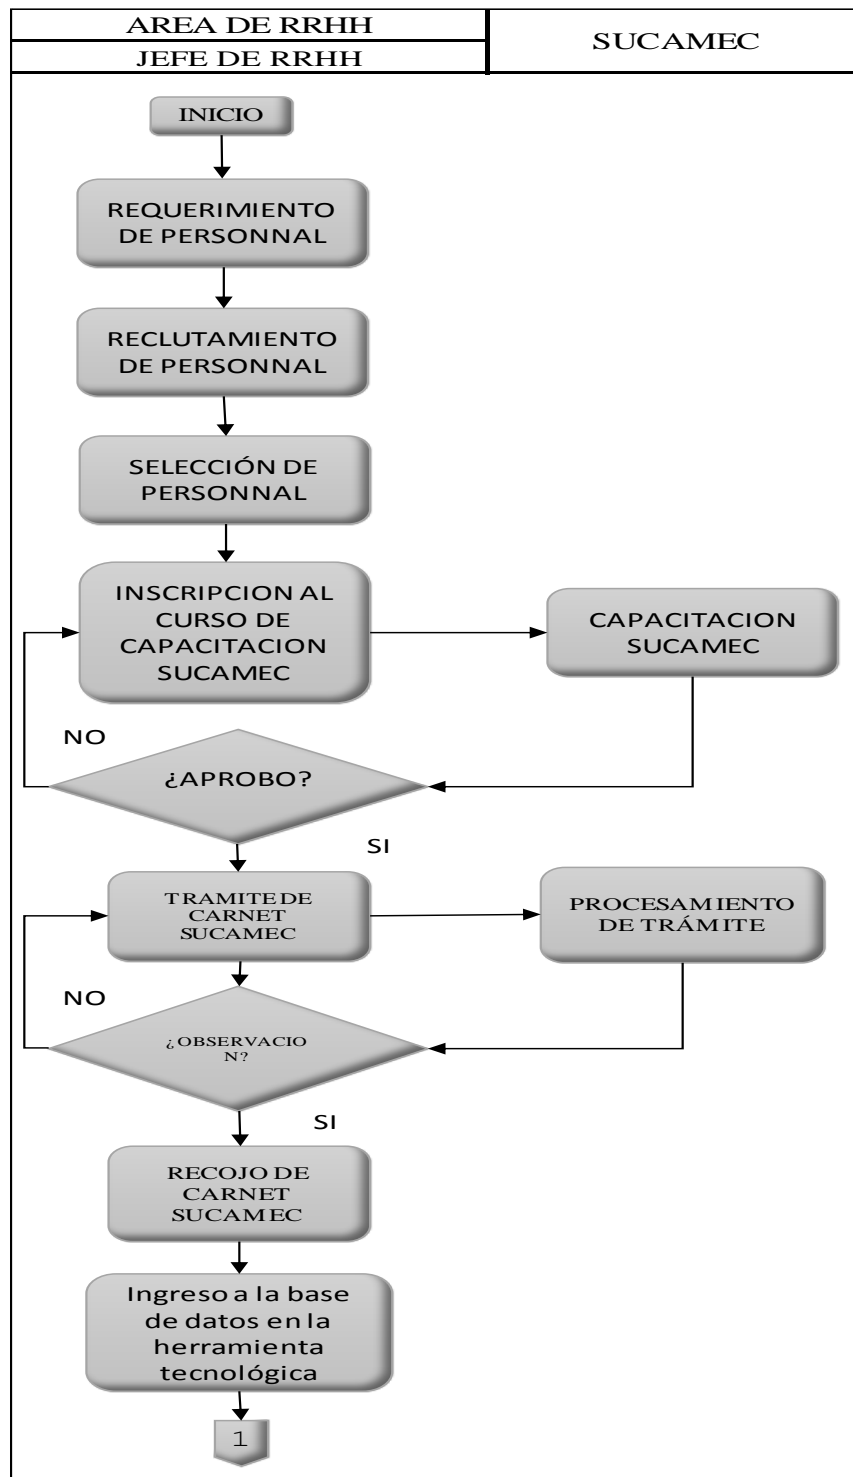 AREA DE RRHH
SUCAMEC
JEFE DE RRHH
INICIO
REQUERIMIENTO
DE PERSONNAL
RECLUTAMIENTO
DE PERSONNAL
SELECCIÓN DE
PERSONNAL
INSCRIPCION AL
CURSO DE
CAPACITACION
SUCAMEC
CAPACITACION
SUCAMEC
NO
¿APROBO?
SI
TRAMITE DE
CARNET
SUCAMEC
PROCESAMIENTO
DE TRÁMITE
NO
¿OBSERVACIO
N?
SI
RECOJO DE
CARNET
SUCAMEC
Ingreso a la base
de datos en la
herramienta
tecnológica
1